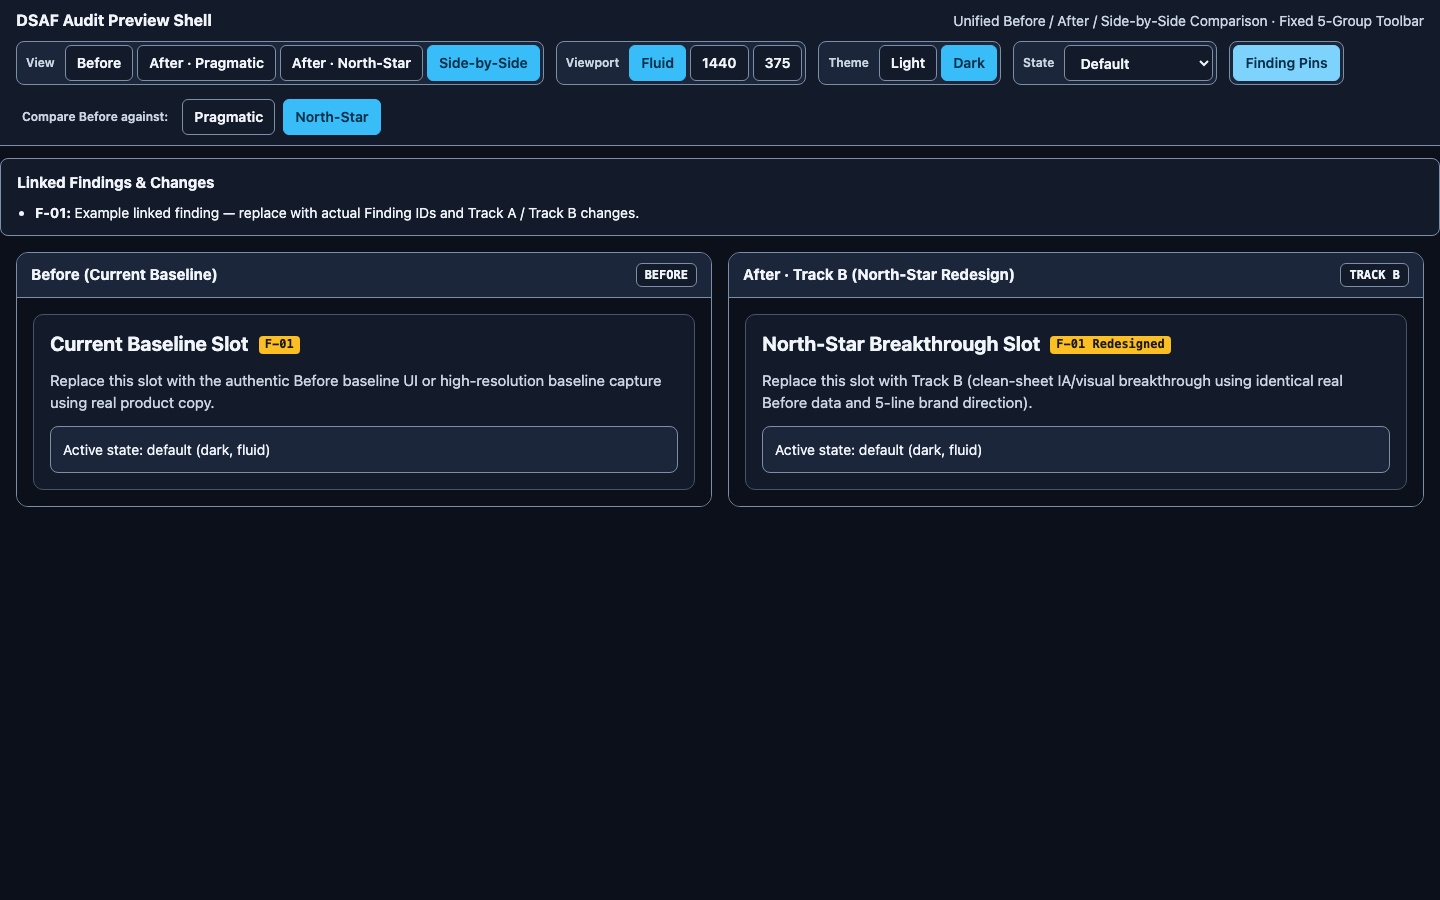 DSAF Audit Preview Shell
Unified Before / After / Side-by-Side Comparison · Fixed 5-Group Toolbar
View Before After · Pragmatic After · North-Star Side-by-Side Viewport Fluid 1440 375 Theme Light Dark State Default Finding Pins
Compare Before against: Pragmatic North-Star
Linked Findings & Changes
• F-01: Example linked finding — replace with actual Finding IDs and Track A / Track B changes.
Before (Current Baseline) BEFORE
Current Baseline Slot F-01
Replace this slot with the authentic Before baseline UI or high-resolution baseline capture
using real product copy.
Active state: default (dark, fluid)
After · Track B (North-Star Redesign) TRACK B
North-Star Breakthrough Slot F-01 Redesigned
Replace this slot with Track B (clean-sheet IA/visual breakthrough using identical real
Before data and 5-line brand direction).
Active state: default (dark, fluid)